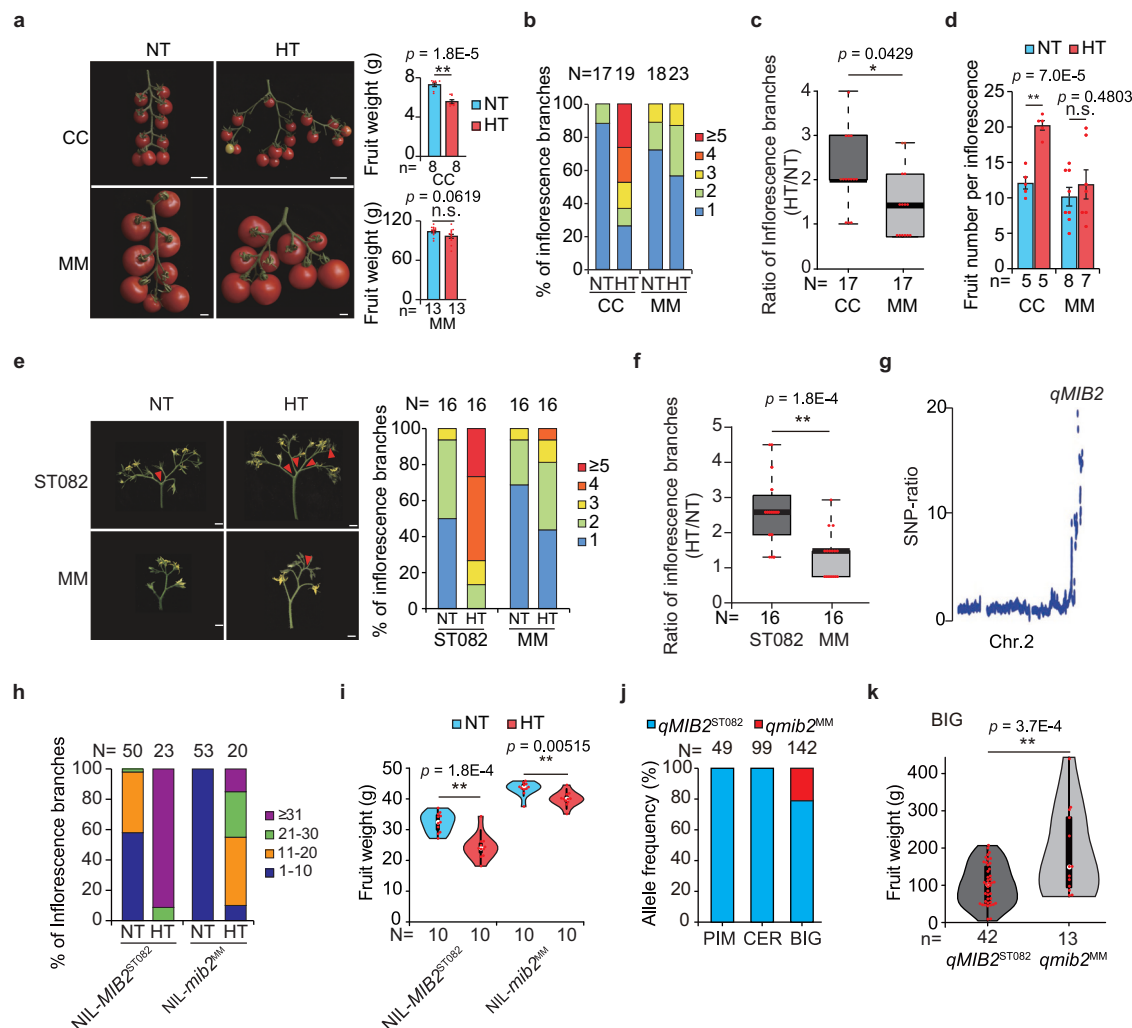 a
NT
HT
CC
MM
p = 1.8E-5
**
Fruit weight (g)
8
4
0
n= 8 8
CC
NT
HT
p = 0.0619
n.s.
Fruit weight (g)
120
60
0
n= 13 13
MM
b
N=17 19 18 23
% of inflorescence branches
100
80
60
40
20
0
≥5
4
3
2
1
NT HT NT HT
CC MM
c
p = 0.0429
*
Ratio of Inflorescence branches
(HT/NT)
4
3
2
1
0
N= 17 17
CC MM
d
NT HT
p = 7.0E-5
**
p = 0.4803
n.s.
Fruit number per inflorescence
25
20
15
10
5
0
n= 5 5 8 7
CC MM
e
NT
HT
ST082
MM
N= 16 16 16 16
% of inflorescence branches
100
80
60
40
20
0
≥5
4
3
2
1
NT HT NT HT
ST082 MM
f
p = 1.8E-4
**
Ratio of inflorescence branches
(HT/NT)
5
4
3
2
1
0
N= 16 16
ST082 MM
g
qMIB2
SNP-ratio
20
10
0
Chr.2
h
N= 50 23 53 20
% of Inflorescence branches
100
80
60
40
20
0
≥31
21-30
11-20
1-10
NT HT NT HT
NIL-MIB2ST082
NIL-mib2MM
i
NT HT
p = 1.8E-4
**
p = 0.00515
**
Fruit weight (g)
50
40
30
20
10
0
N= 10 10 10 10
NIL-MIB2ST082
NIL-mib2MM
j
qMIB2ST082 qmib2MM
N= 49 99 142
Allele frequency (%)
100
80
60
40
20
0
PIM CER BIG
k
BIG
p = 3.7E-4
**
Fruit weight (g)
400
300
200
100
0
n= 42 13
qMIB2ST082 qmib2MM